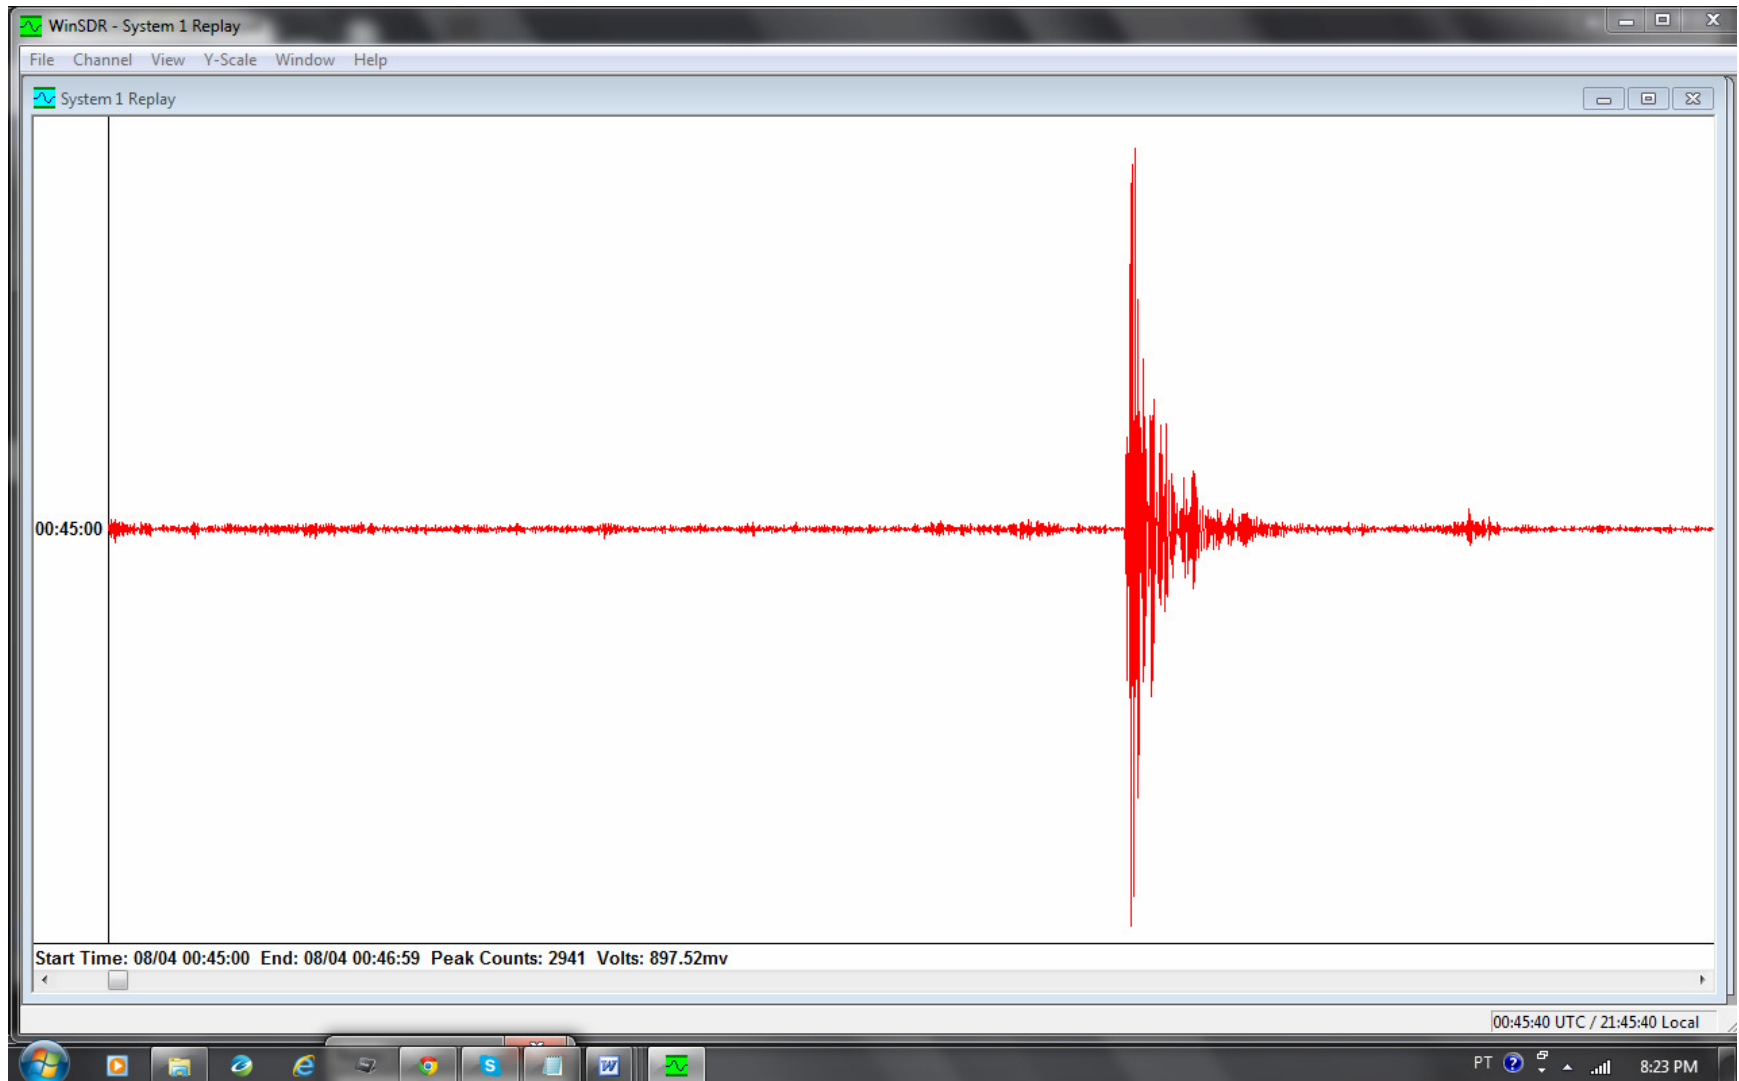 WinSDR - System 1 Replay
File Channel View Y-Scale Window Help
System 1 Replay
00:45:00
Start Time: 08/04 00:45:00 End: 08/04 00:46:59 Peak Counts: 2941 Volts: 897.52mv
00:45:40 UTC / 21:45:40 Local
PT
8:23 PM